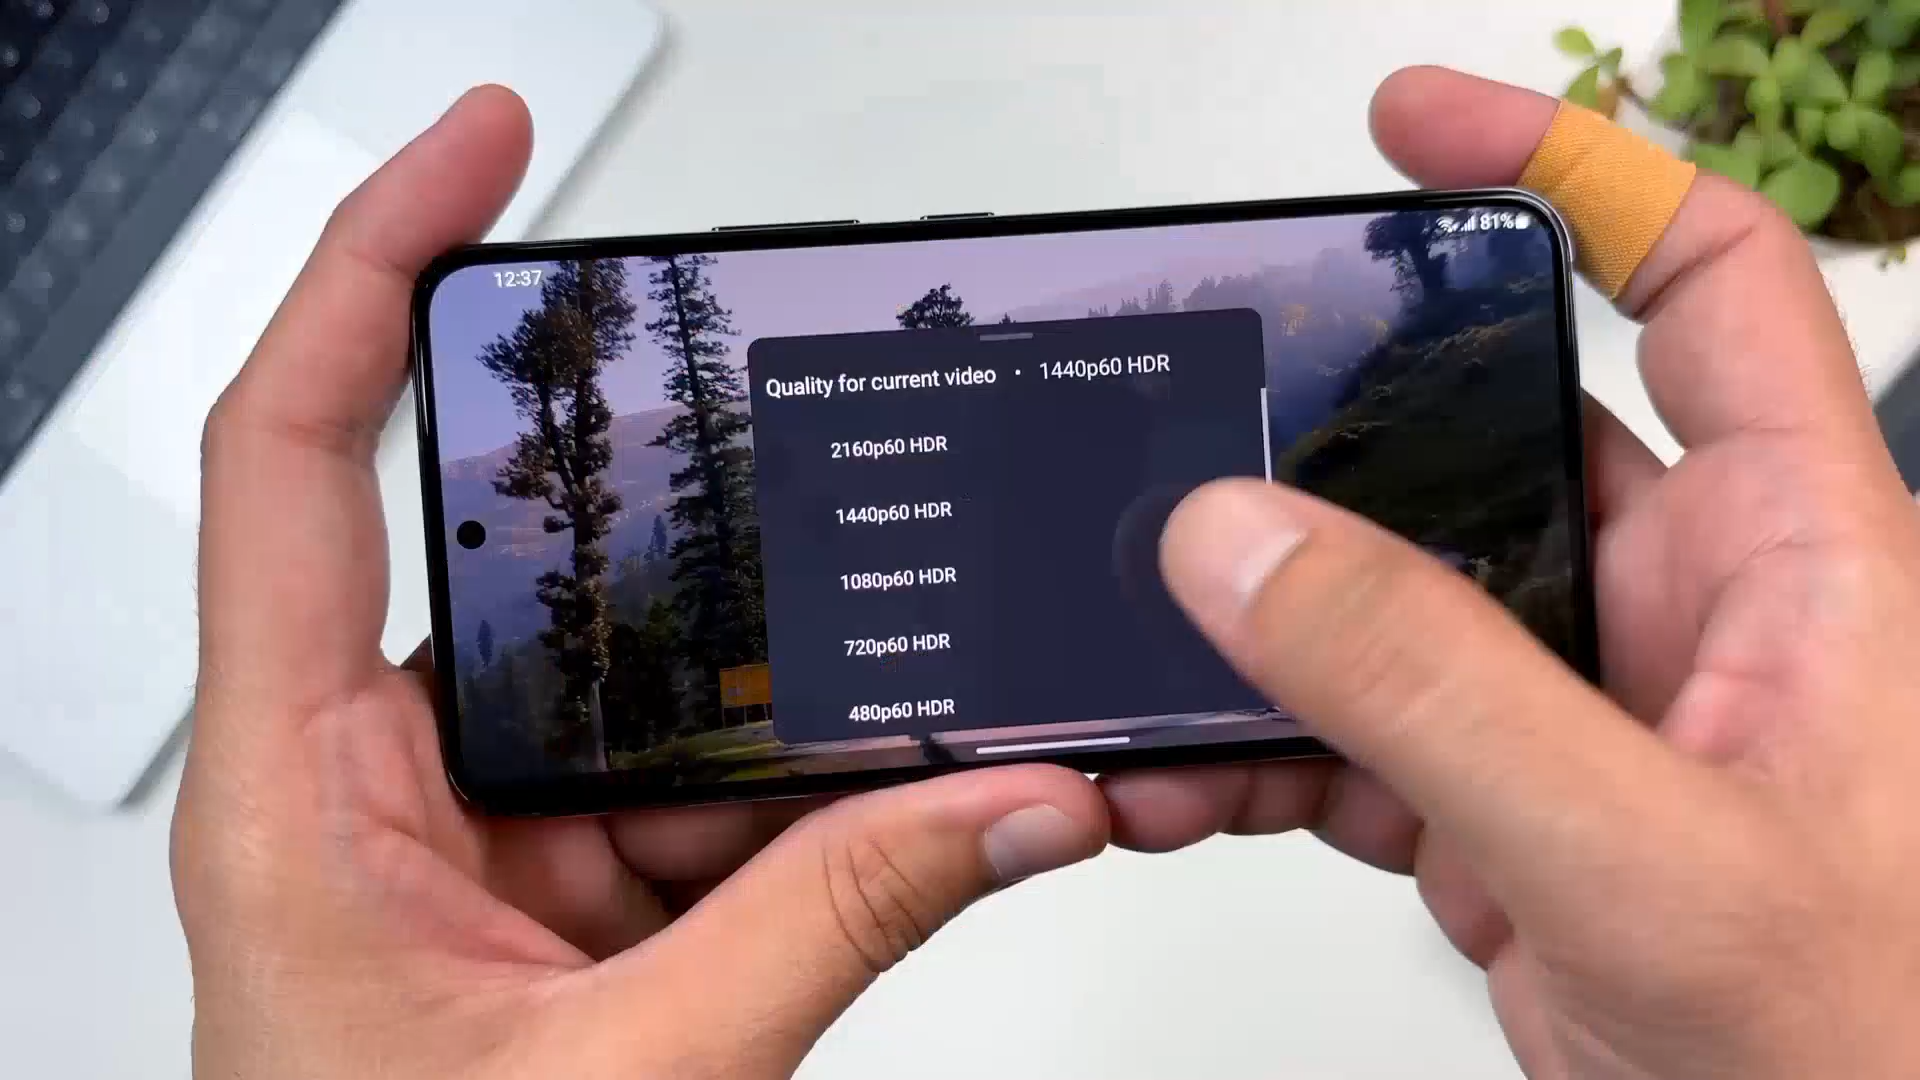 12:37
81%
Quality for current video • 1440p60 HDR
2160p60 HDR
1440p60 HDR
1080p60 HDR
720p60 HDR
480p60 HDR